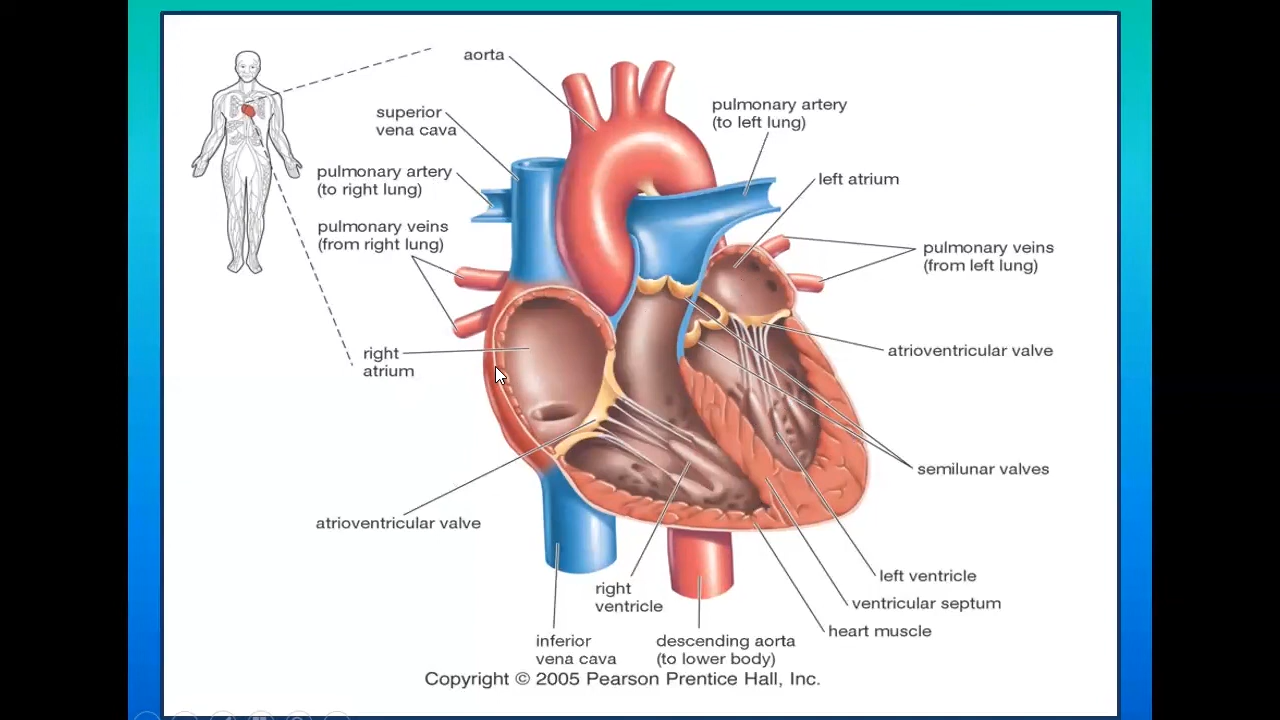 aorta
superior
vena cava
pulmonary artery
(to right lung)
pulmonary veins
(from right lung)
right
atrium
atrioventricular valve
pulmonary artery
(to left lung)
left atrium
pulmonary veins
(from left lung)
atrioventricular valve
semilunar valves
left ventricle
ventricular septum
heart muscle
right
ventricle
inferior
vena cava
descending aorta
(to lower body)
Copyright © 2005 Pearson Prentice Hall, Inc.